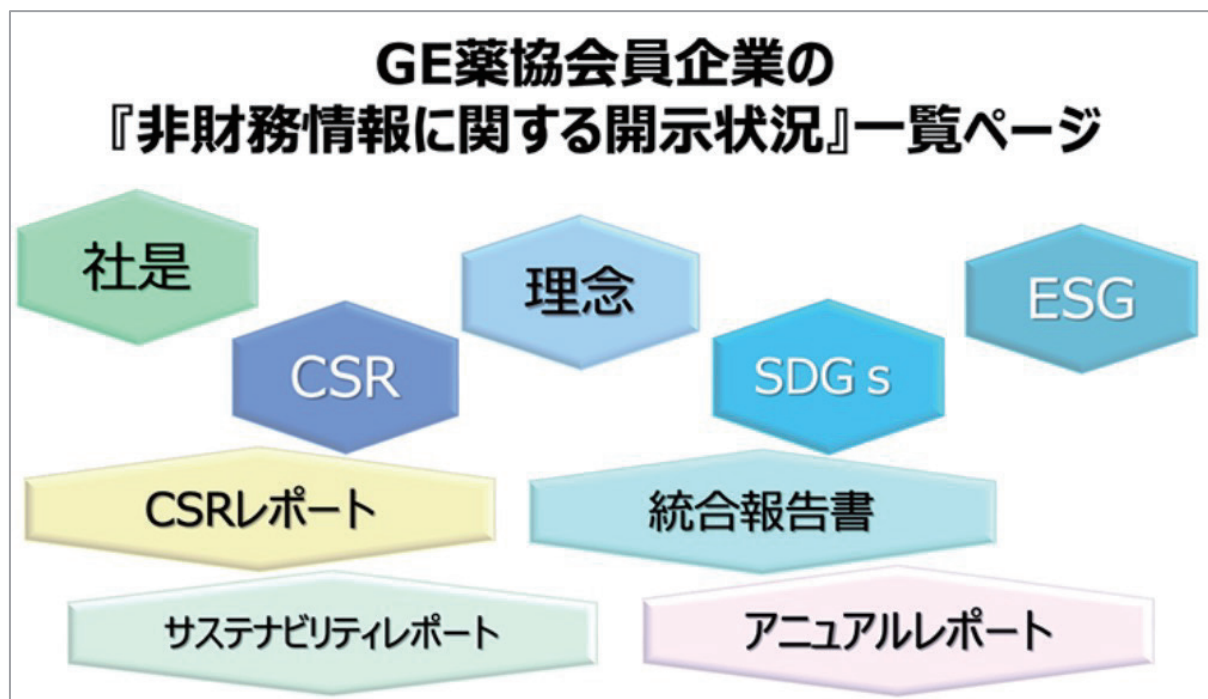 GE薬協会員企業の
『非財務情報に関する開示状況』一覧ページ
社是
理念
ESG
CSR
SDGｓ
CSRレポート
統合報告書
サステナビリティレポート
アニュアルレポート